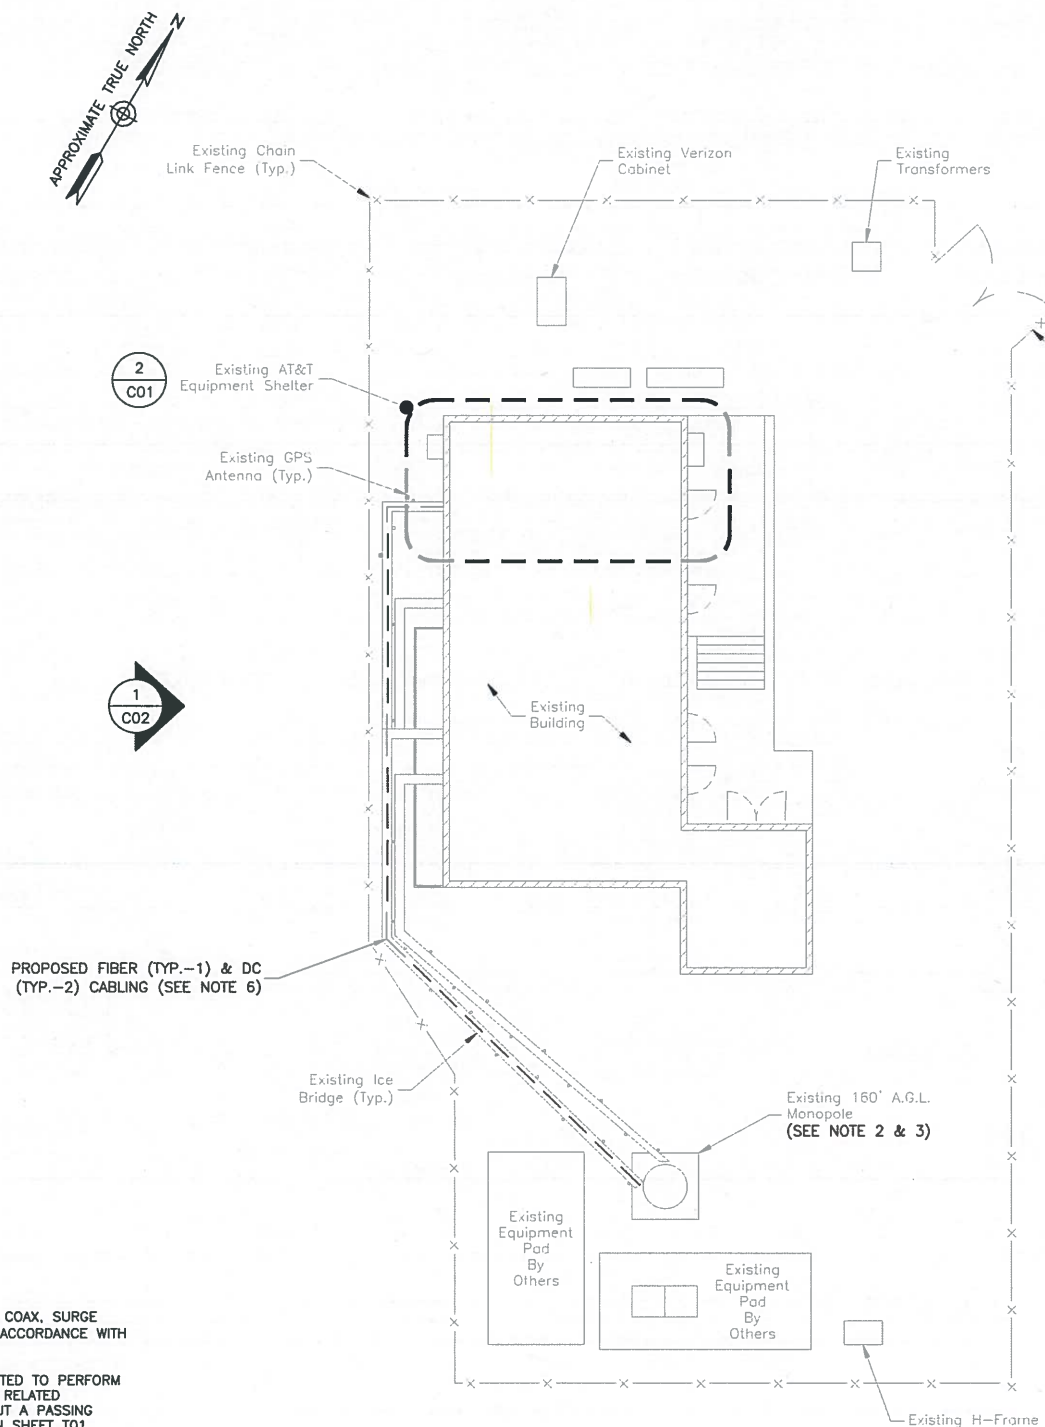 APPROXIMATE TRUE NORTH
N
Existing Chain
Link Fence (Typ.)
Existing Verizon
Cabinet
Existing
Transformers
2
C01
Existing AT&T
Equipment Shelter
Existing GPS
Antenna (Typ.)
1
C02
Existing
Building
PROPOSED FIBER (TYP.-1) & DC
(TYP.-2) CABLING (SEE NOTE 6)
Existing Ice
Bridge (Typ.)
Existing 160' A.G.L.
Monopole
(SEE NOTE 2 & 3)
Existing
Equipment
Pad
By
Others
Existing
Equipment
Pad
By
Others
COAX, SURGE
ACCORDANCE WITH
TED TO PERFORM
RELATED
UT A PASSING
N SHEET T01
Existing H-Frame